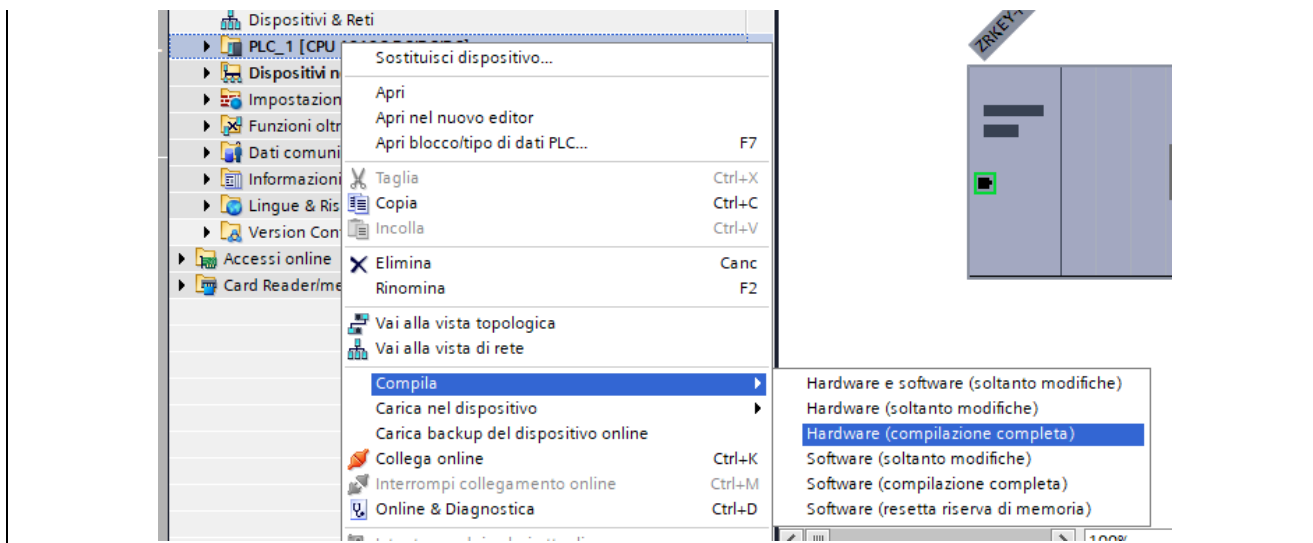 Dispositivi & Reti
PLC_1 [CPU
Dispositivi n
Impostazion
Funzioni oltr
Dati comuni
Informazioni
Lingue & Ris
Version Con
Accessi online
Card Reader/me
Sostituisci dispositivo...
Apri
Apri nel nuovo editor
Apri blocco/tipo di dati PLC... F7
Taglia Ctrl+X
Copia Ctrl+C
Incolla Ctrl+V
Elimina Canc
Rinomina F2
Vai alla vista topologica
Vai alla vista di rete
Compila
Carica nel dispositivo
Carica backup del dispositivo online
Collega online Ctrl+K
Interrompi collegamento online Ctrl+M
Online & Diagnostica Ctrl+D
Hardware e software (soltanto modifiche)
Hardware (soltanto modifiche)
Hardware (compilazione completa)
Software (soltanto modifiche)
Software (compilazione completa)
Software (resetta riserva di memoria)
ZRKEY-
100%